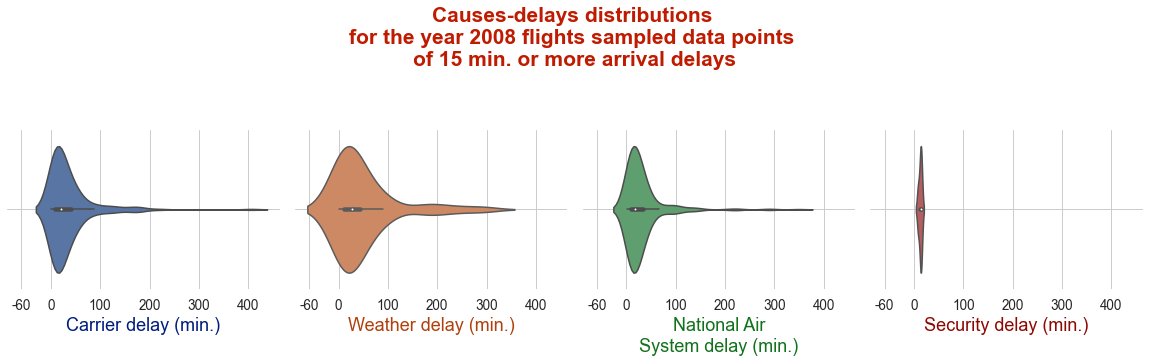 Causes-delays distributions
for the year 2008 flights sampled data points
of 15 min. or more arrival delays
-60 0 100 200 300 400
Carrier delay (min.)
-60 0 100 200 300 400
Weather delay (min.)
-60 0 100 200 300 400
National Air
System delay (min.)
-60 0 100 200 300 400
Security delay (min.)